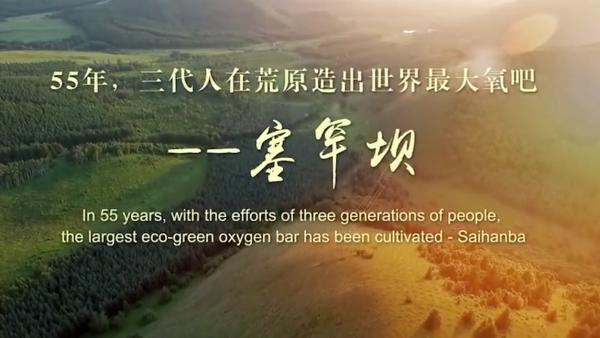 55年，三代人在荒原造出世界最大氧吧
——塞罕坝
In 55 years, with the efforts of three generations of people,
the largest eco-green oxygen bar has been cultivated - Saihanba